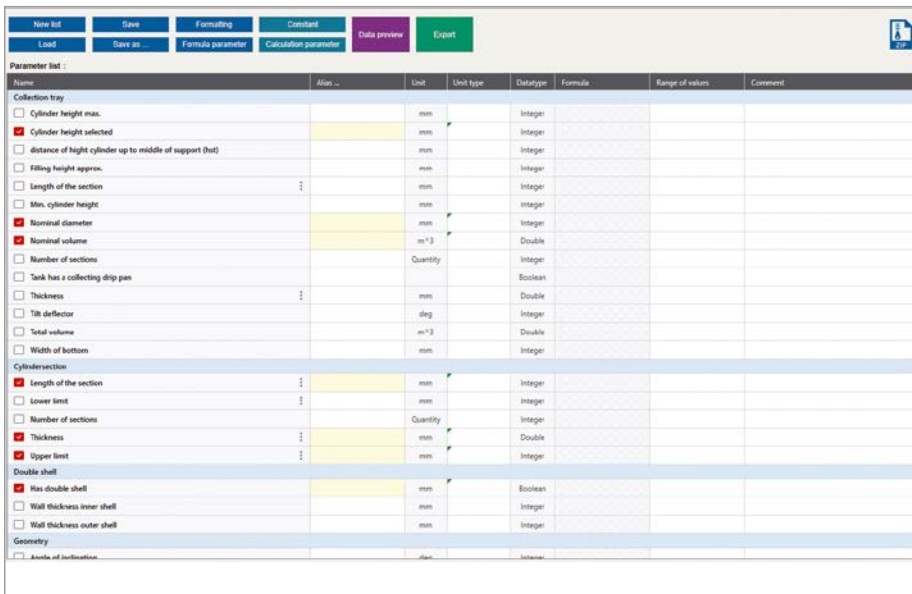 New list Save Formatting Constant Data preview Export
Load Save as ... Formula parameter Calculation parameter ZIP
Parameter list :
Name Alias ... Unit Unit type Datatype Formula Range of values Comment
Collection tray
Cylinder height max. mm Integer
Cylinder height selected mm Integer
distance of hight cylinder up to middle of support (hst) mm Integer
Filling height approx. mm Integer
Length of the section mm Integer
Min. cylinder height mm Integer
Nominal diameter mm Integer
Nominal volume m^3 Double
Number of sections Quantity Integer
Tank has a collecting drip pan Boolean
Thickness mm Double
Tilt deflector deg Integer
Total volume m^3 Double
Width of bottom mm Integer
Cylindersection
Length of the section mm Integer
Lower limit mm Integer
Number of sections Quantity Integer
Thickness mm Double
Upper limit mm Integer
Double shell
Has double shell mm Boolean
Wall thickness inner shell mm Integer
Wall thickness outer shell mm Integer
Geometry
Angle of inclination deg Integer